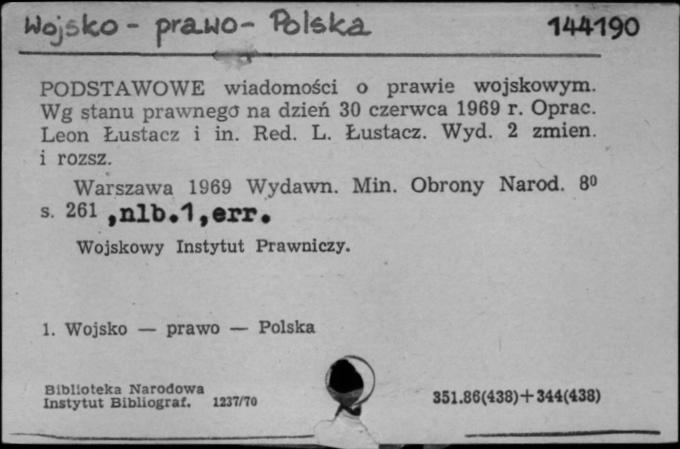 Wojsko - prawo - Polska 144190
PODSTAWOWE wiadomości o prawie wojskowym.
Wg stanu prawnego na dzień 30 czerwca 1969 r. Oprac.
Leon Łustacz i in. Red. L. Łustacz. Wyd. 2 zmien.
i rozsz.
Warszawa 1969 Wydawn. Min. Obrony Narod. 8⁰
s. 261 ,nlb.1,err.
Wojskowy Instytut Prawniczy.
1. Wojsko — prawo — Polska
Biblioteka Narodowa
Instytut Bibliograf. 1237/70 351.86(438)+344(438)